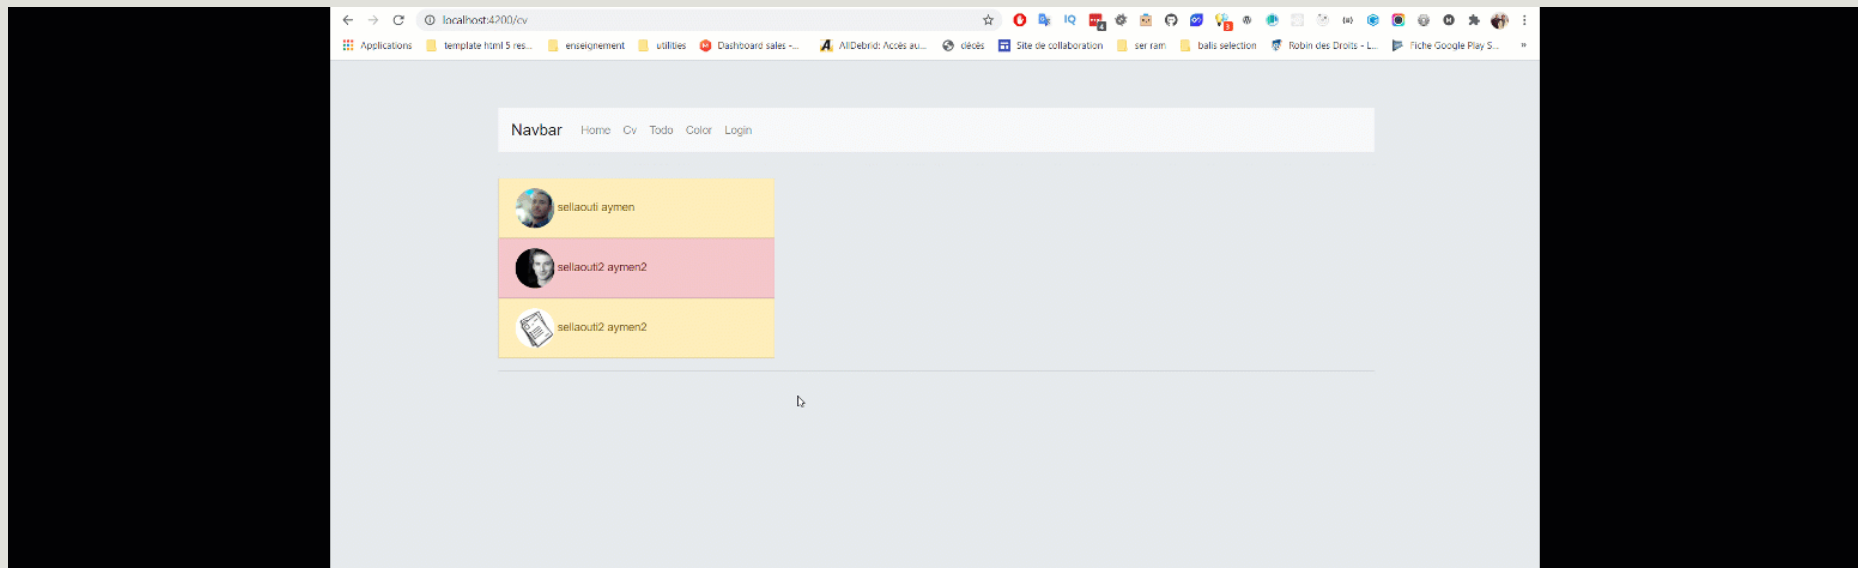 localhost:4200/cv
IQ
Applications template html 5 res... enseignement utilities Dashboard sales -... AllDebrid: Accés au... décès Site de collaboration ser ram balis selection Robin des Droits - L... Fiche Google Play S... »
Navbar Home Cv Todo Color Login
sellaouti aymen
sellaouti2 aymen2
sellaouti2 aymen2